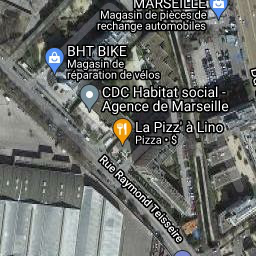 MARSEILLE
Magasin de pièces de
rechange automobiles
BHT BIKE
Magasin de
réparation de vélos
CDC Habitat social -
Agence de Marseille
La Pizz' à Lino
Pizza • $
Rue Raymond Teisseire